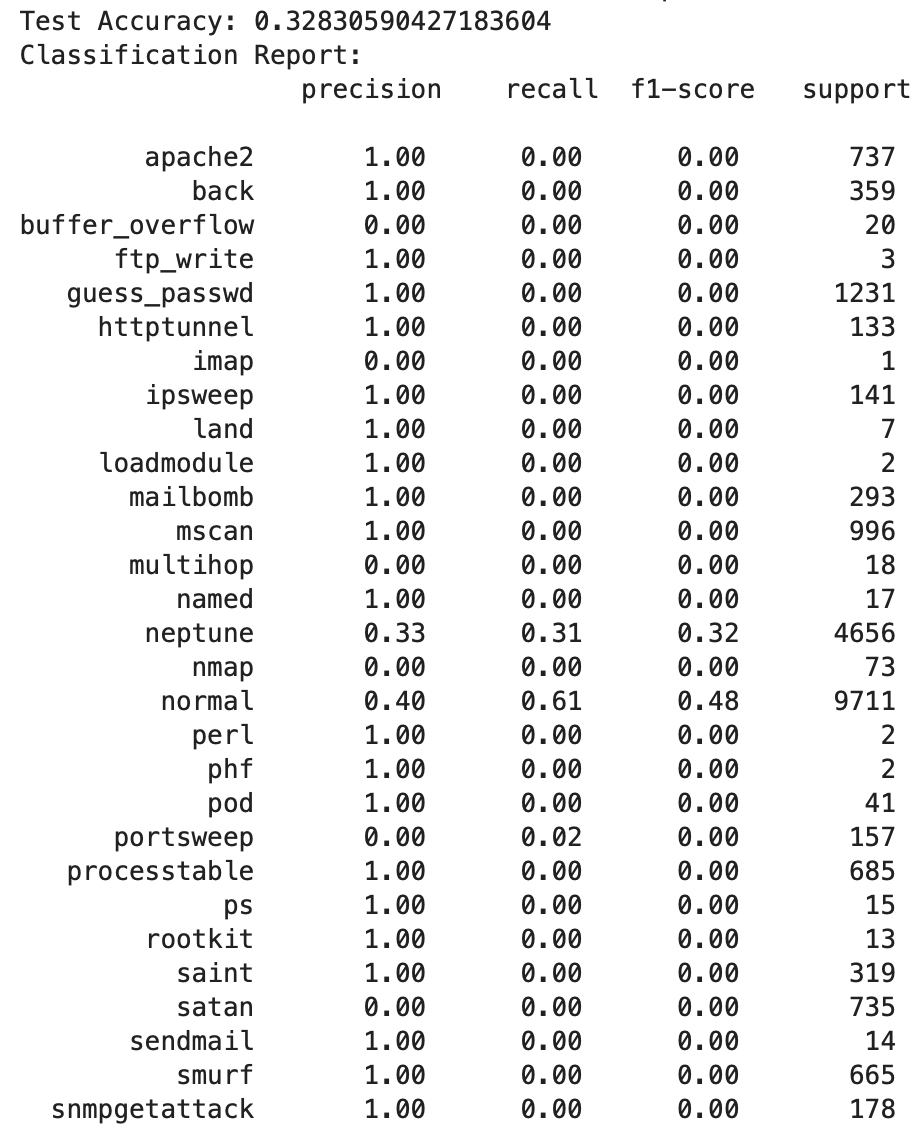 Test Accuracy: 0.32830590427183604
Classification Report:
precision recall f1-score support
apache2 1.00 0.00 0.00 737
back 1.00 0.00 0.00 359
buffer_overflow 0.00 0.00 0.00 20
ftp_write 1.00 0.00 0.00 3
guess_passwd 1.00 0.00 0.00 1231
httptunnel 1.00 0.00 0.00 133
imap 0.00 0.00 0.00 1
ipsweep 1.00 0.00 0.00 141
land 1.00 0.00 0.00 7
loadmodule 1.00 0.00 0.00 2
mailbomb 1.00 0.00 0.00 293
mscan 1.00 0.00 0.00 996
multihop 0.00 0.00 0.00 18
named 1.00 0.00 0.00 17
neptune 0.33 0.31 0.32 4656
nmap 0.00 0.00 0.00 73
normal 0.40 0.61 0.48 9711
perl 1.00 0.00 0.00 2
phf 1.00 0.00 0.00 2
pod 1.00 0.00 0.00 41
portsweep 0.00 0.02 0.00 157
processtable 1.00 0.00 0.00 685
ps 1.00 0.00 0.00 15
rootkit 1.00 0.00 0.00 13
saint 1.00 0.00 0.00 319
satan 0.00 0.00 0.00 735
sendmail 1.00 0.00 0.00 14
smurf 1.00 0.00 0.00 665
snmpgetattack 1.00 0.00 0.00 178